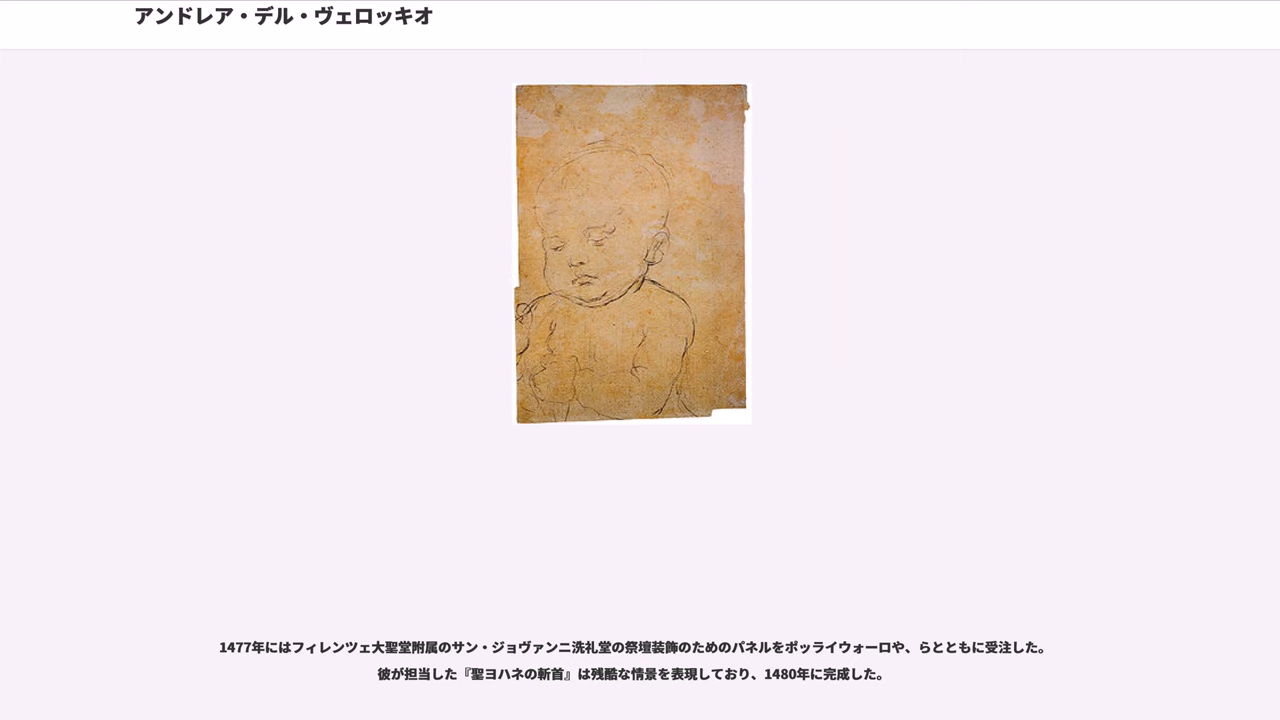 アンドレア・デル・ヴェロッキオ
1477年にはフィレンツェ大聖堂附属のサン・ジョヴァンニ洗礼堂の祭壇装飾のためのパネルをポッライウォーロや、らとともに受注した。
彼が担当した『聖ヨハネの斬首』は残酷な情景を表現しており、1480年に完成した。